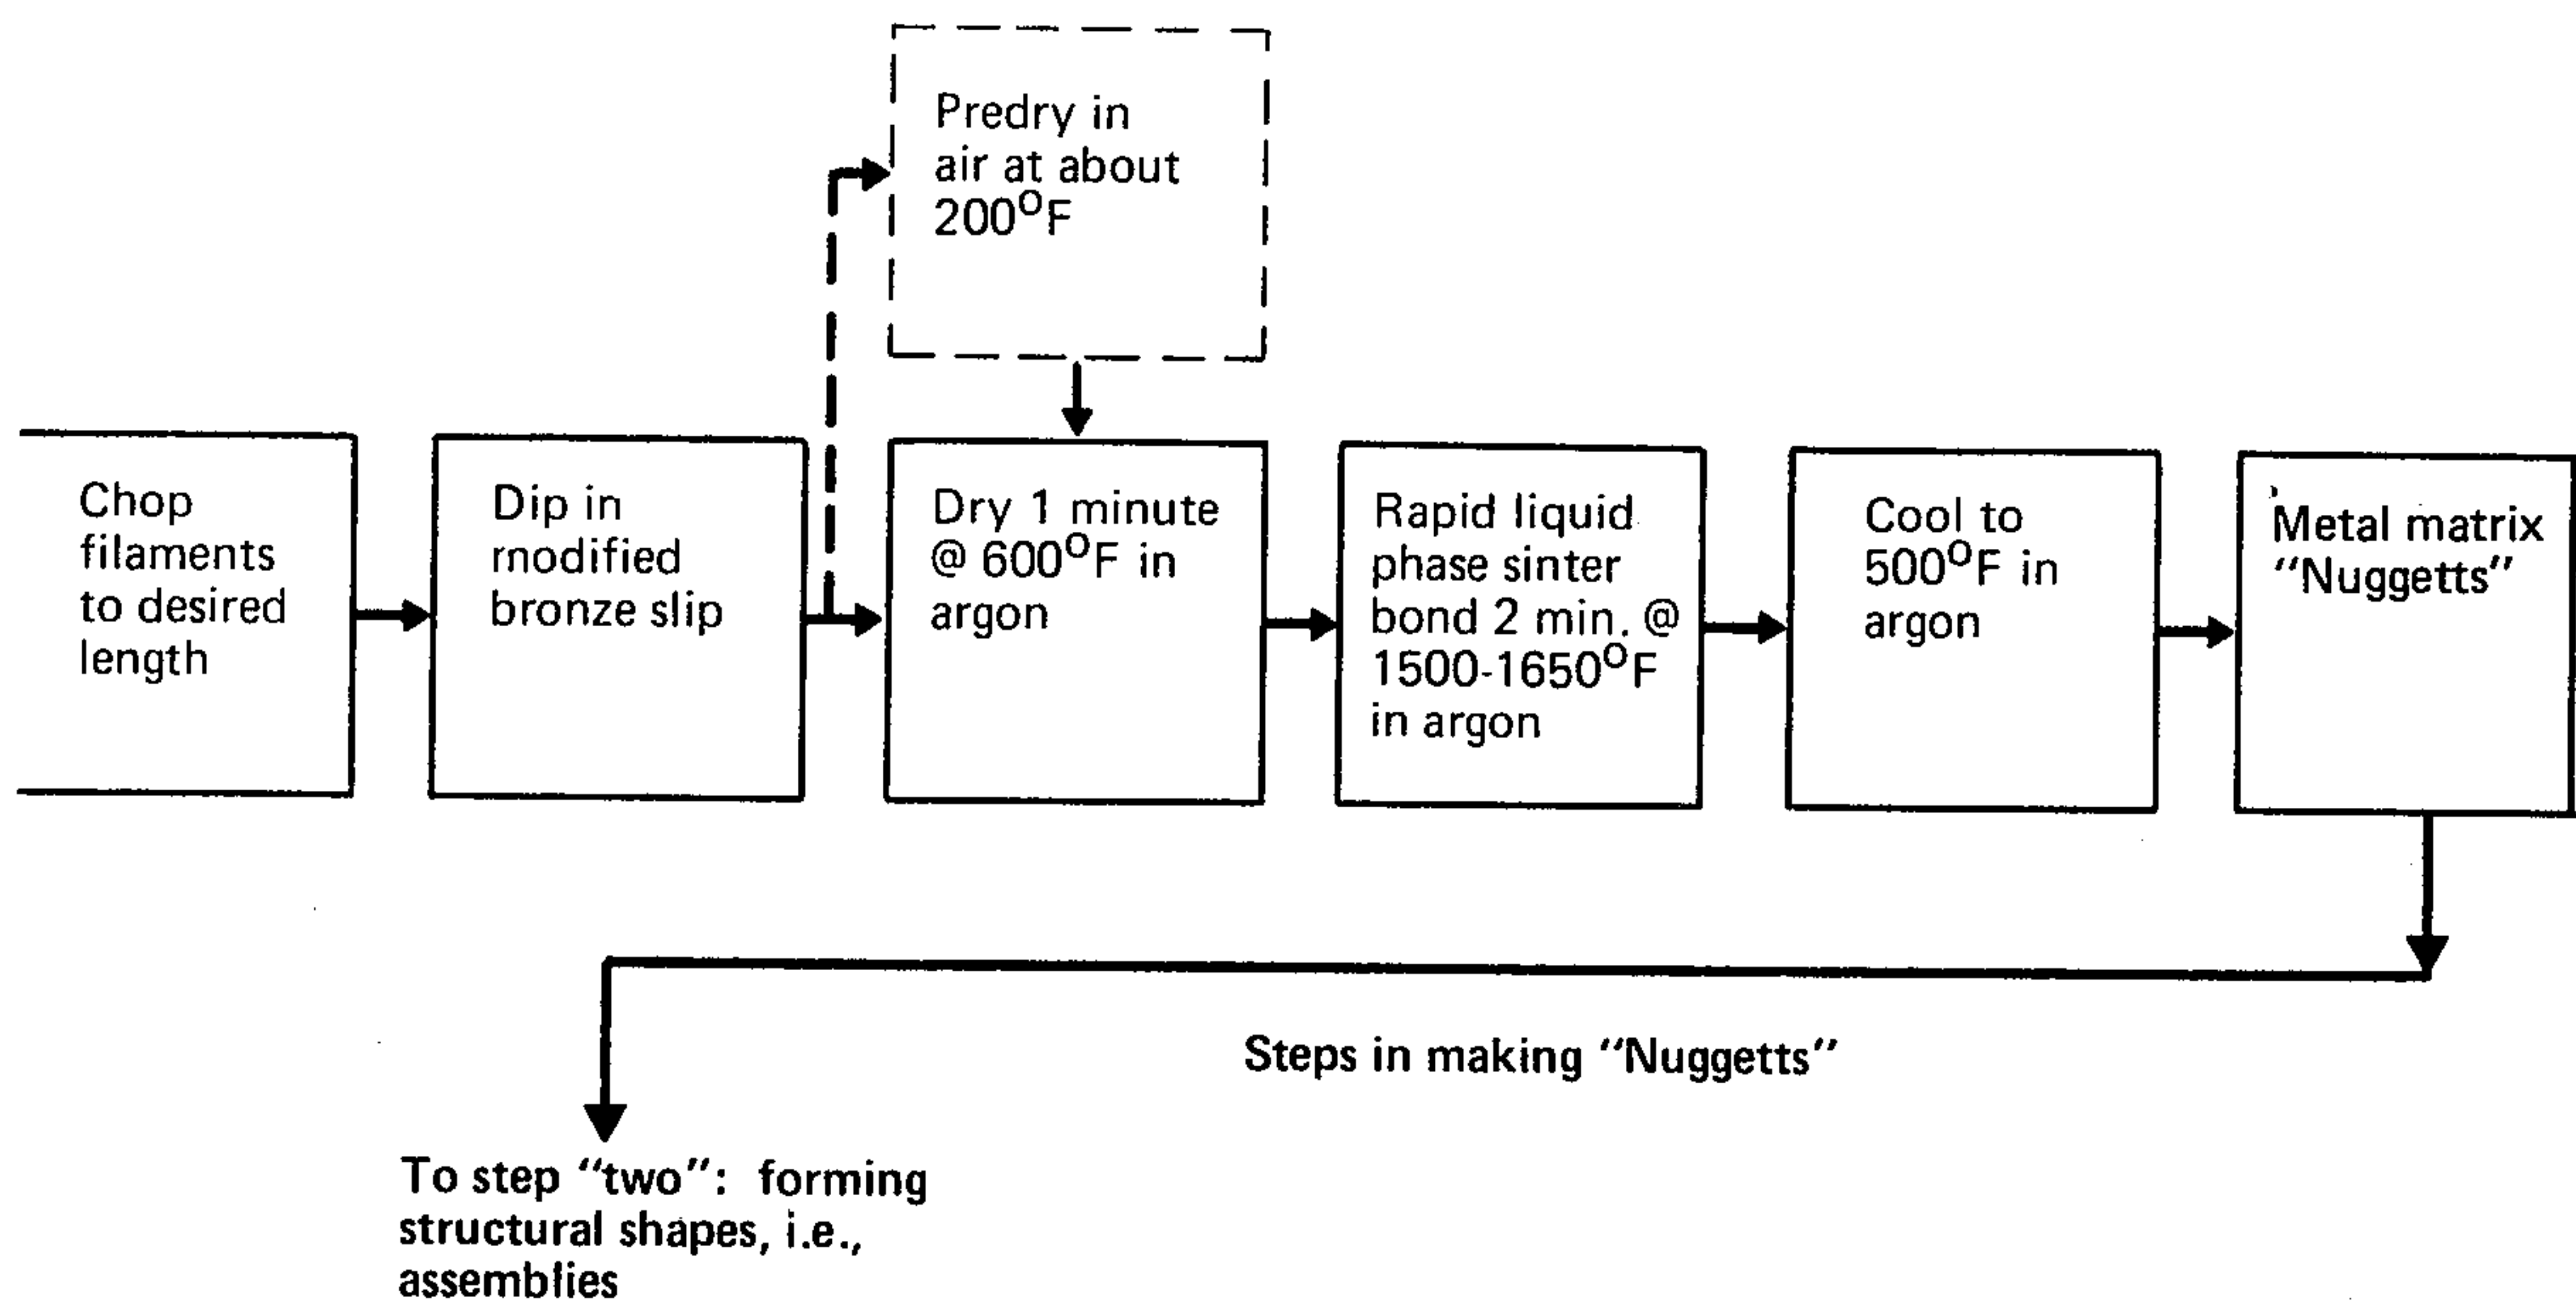 Predry in
air at about
200°F
Chop
filaments
to desired
length
Dip in
modified
bronze slip
Dry 1 minute
@ 600°F in
argon
Rapid liquid
phase sinter
bond 2 min. @
1500-1650°F
in argon
Cool to
500°F in
argon
Metal matrix
“Nuggetts”
Steps in making “Nuggetts”
To step “two”: forming
structural shapes, i.e.,
assemblies